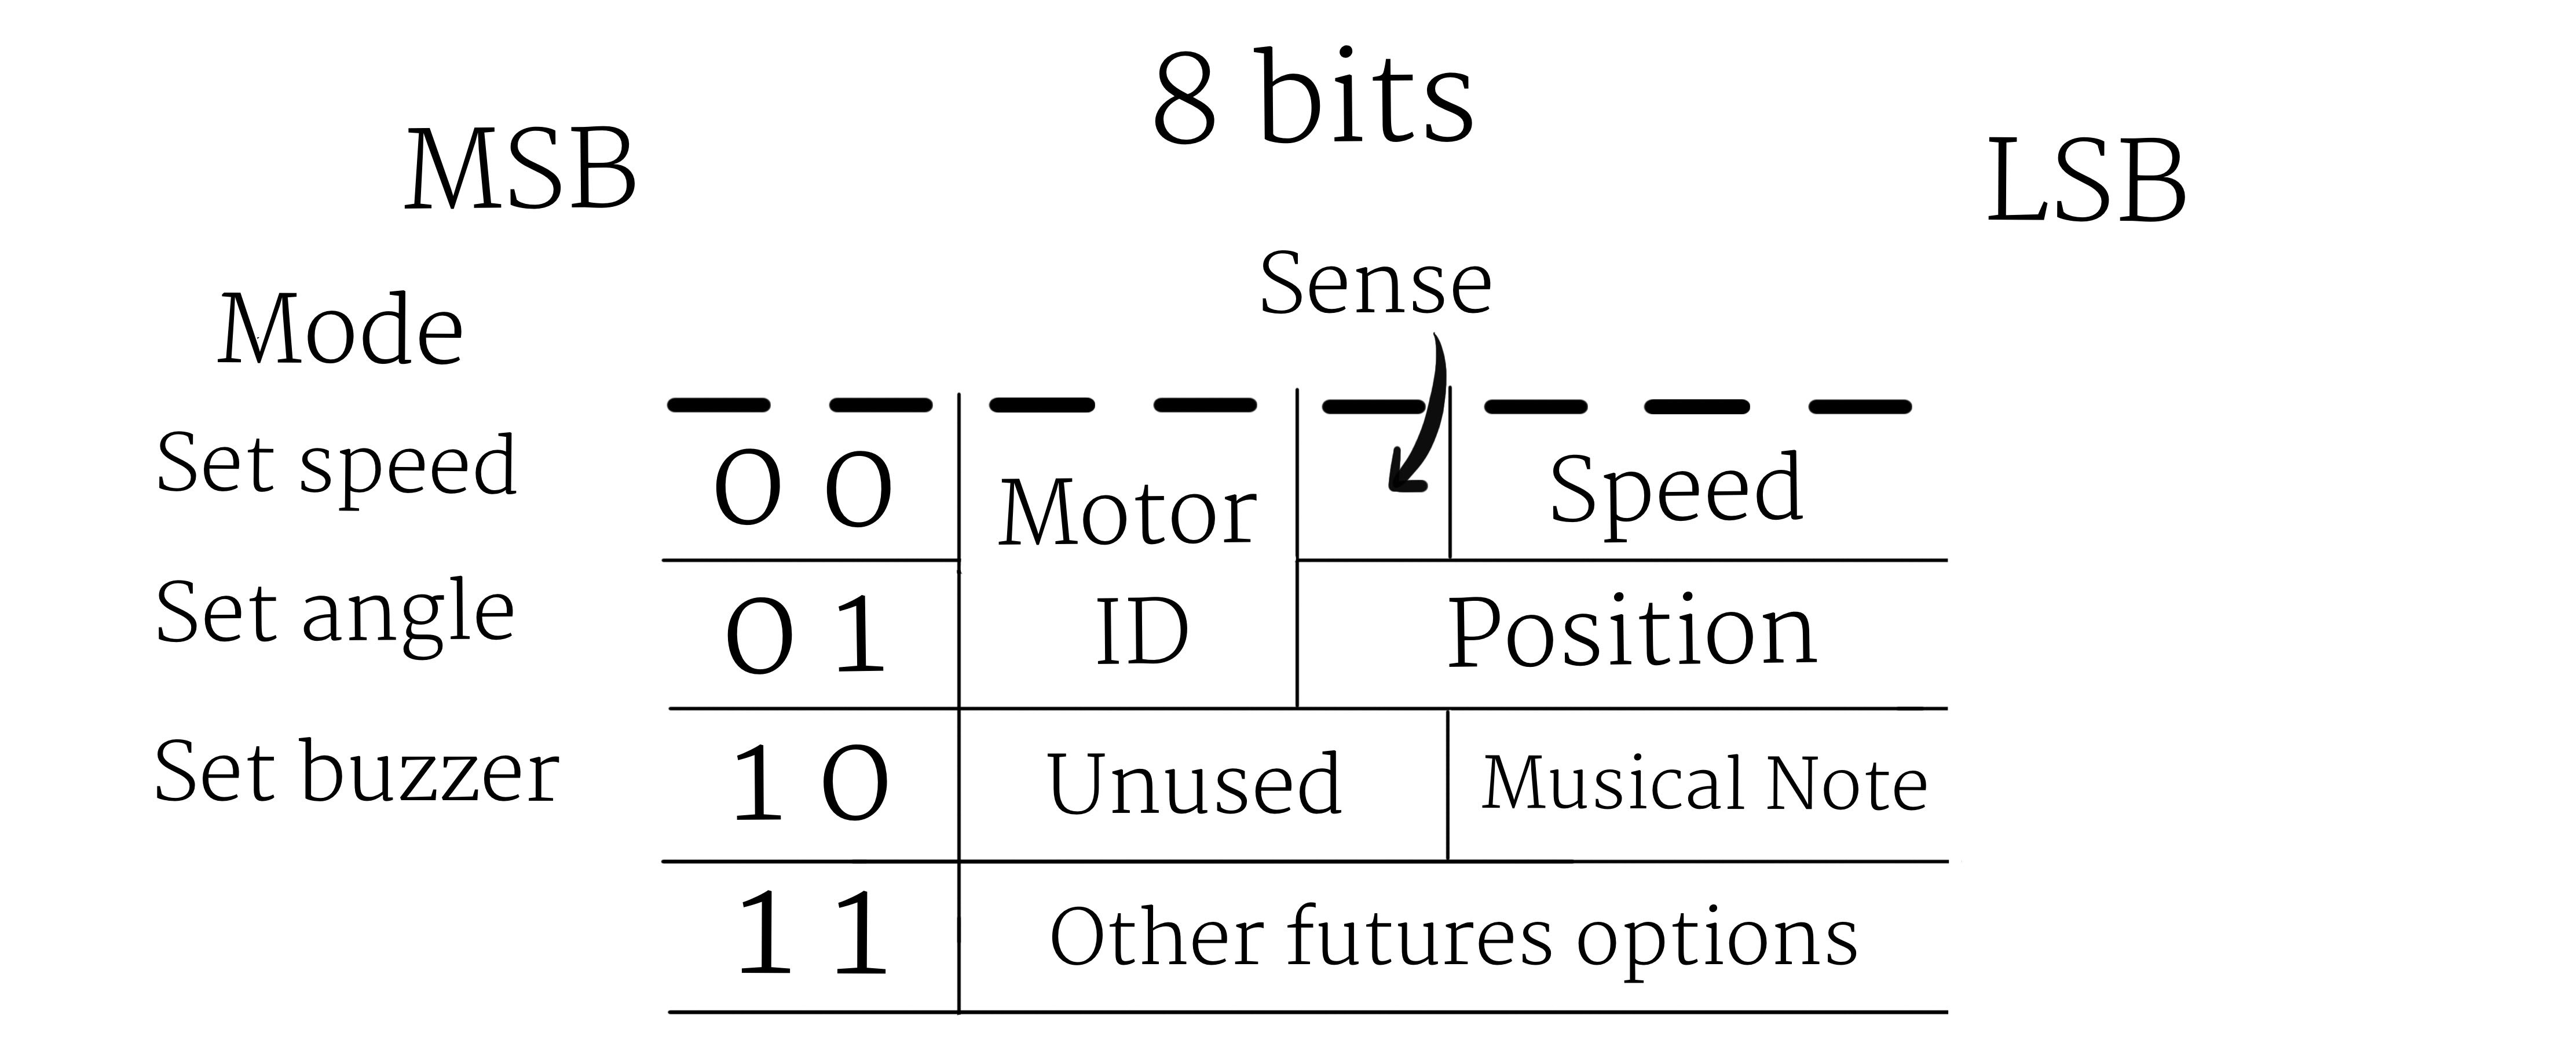 8 bits
MSB
LSB
Sense
Mode
Set speed
0 0
Motor
Speed
Set angle
0 1
ID
Position
Set buzzer
1 0
Unused
Musical Note
1 1
Other futures options